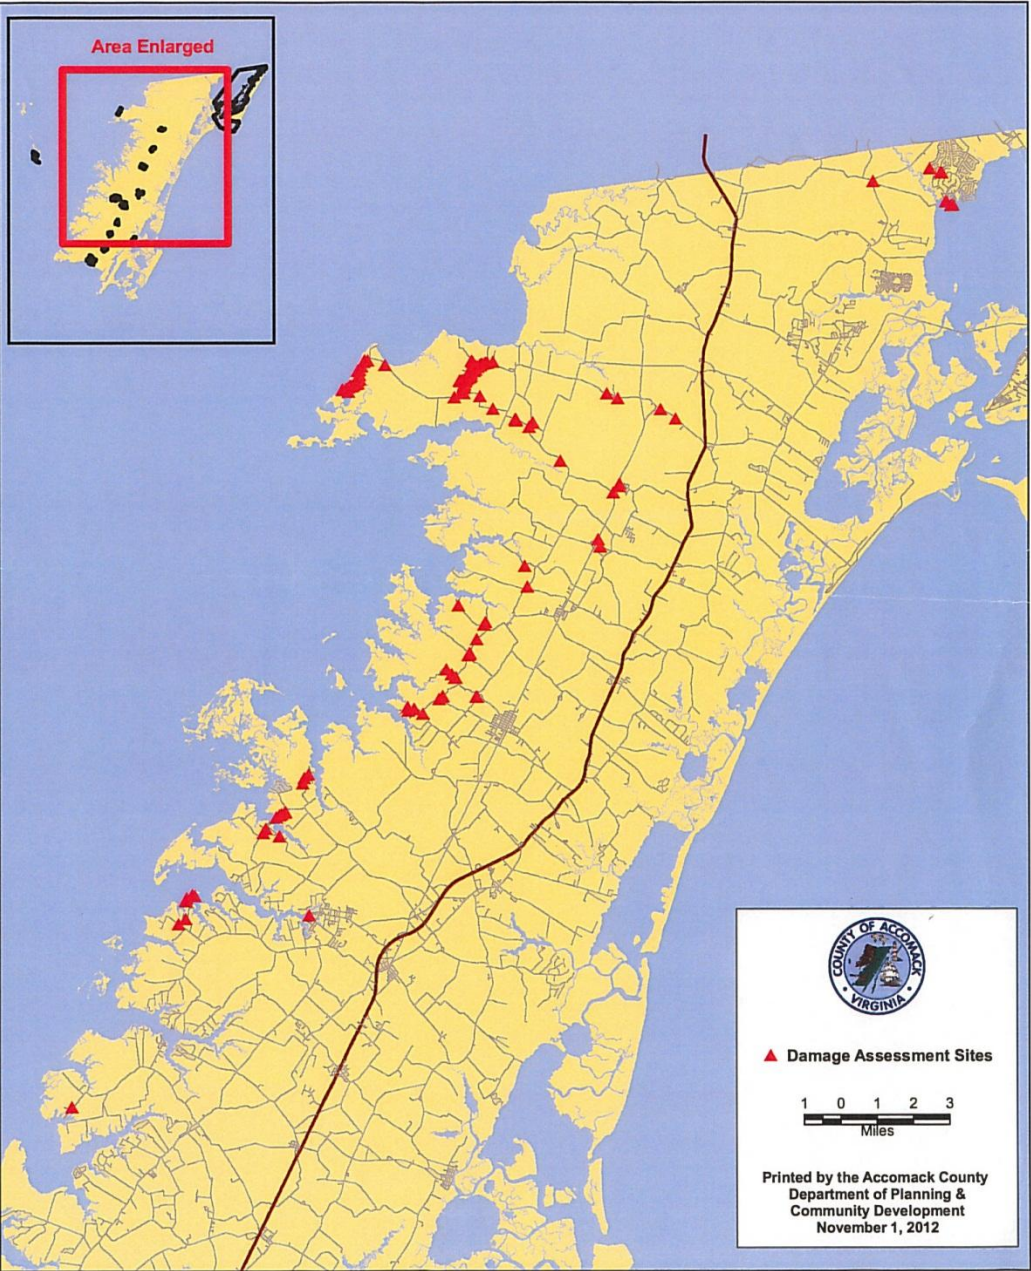 Area Enlarged
COUNTY OF ACCOMACK
VIRGINIA
Damage Assessment Sites
1 0 1 2 3
Miles
Printed by the Accomack County
Department of Planning &
Community Development
November 1, 2012